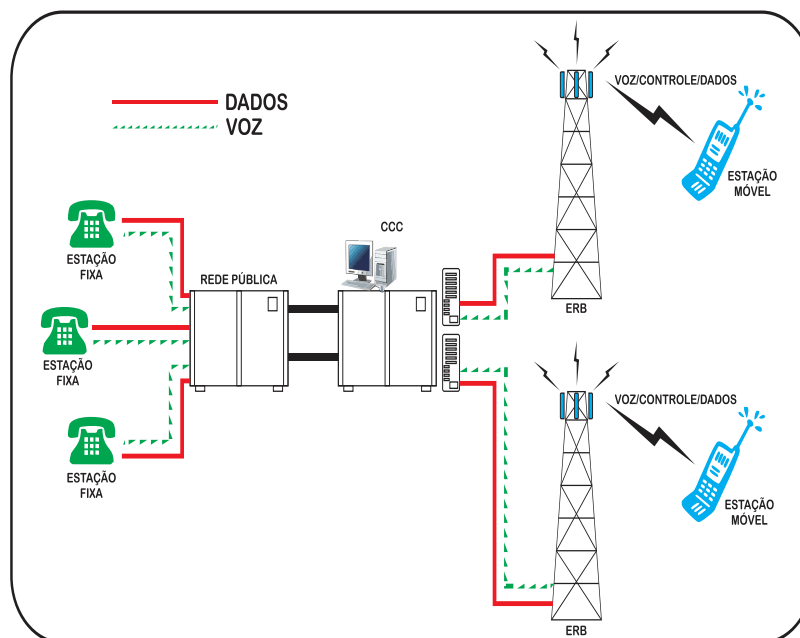 DADOS
VOZ
VOZ/CONTROLE/DADOS
ESTAÇÃO
MÓVEL
ERB
CCC
REDE PÚBLICA
ESTAÇÃO
FIXA
ESTAÇÃO
FIXA
ESTAÇÃO
FIXA
VOZ/CONTROLE/DADOS
ESTAÇÃO
MÓVEL
ERB